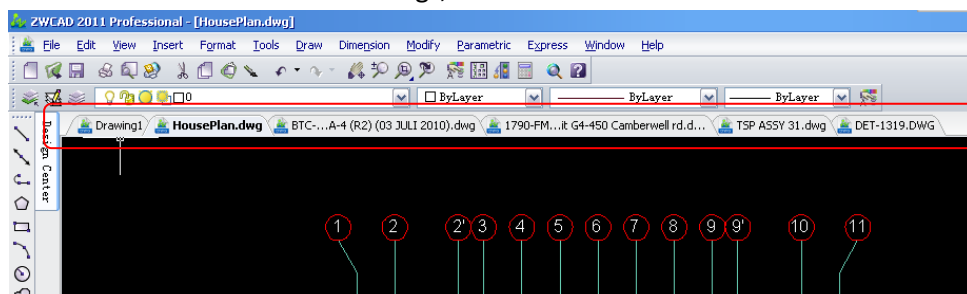 ZWCAD 2011 Professional - [HousePlan.dwg]
File Edit View Insert Format Tools Draw Dimension Modify Parametric Express Window Help
0 ByLayer ByLayer ByLayer
Drawing1 HousePlan.dwg BTC-...A-4 (R2) (03 JULI 2010).dwg 1790-FM...it G4-450 Camberwell rd.d... TSP ASSY 31.dwg DET-1319.DWG
Design Center
1 2 2' 3 4 5 6 7 8 9 9' 10 11